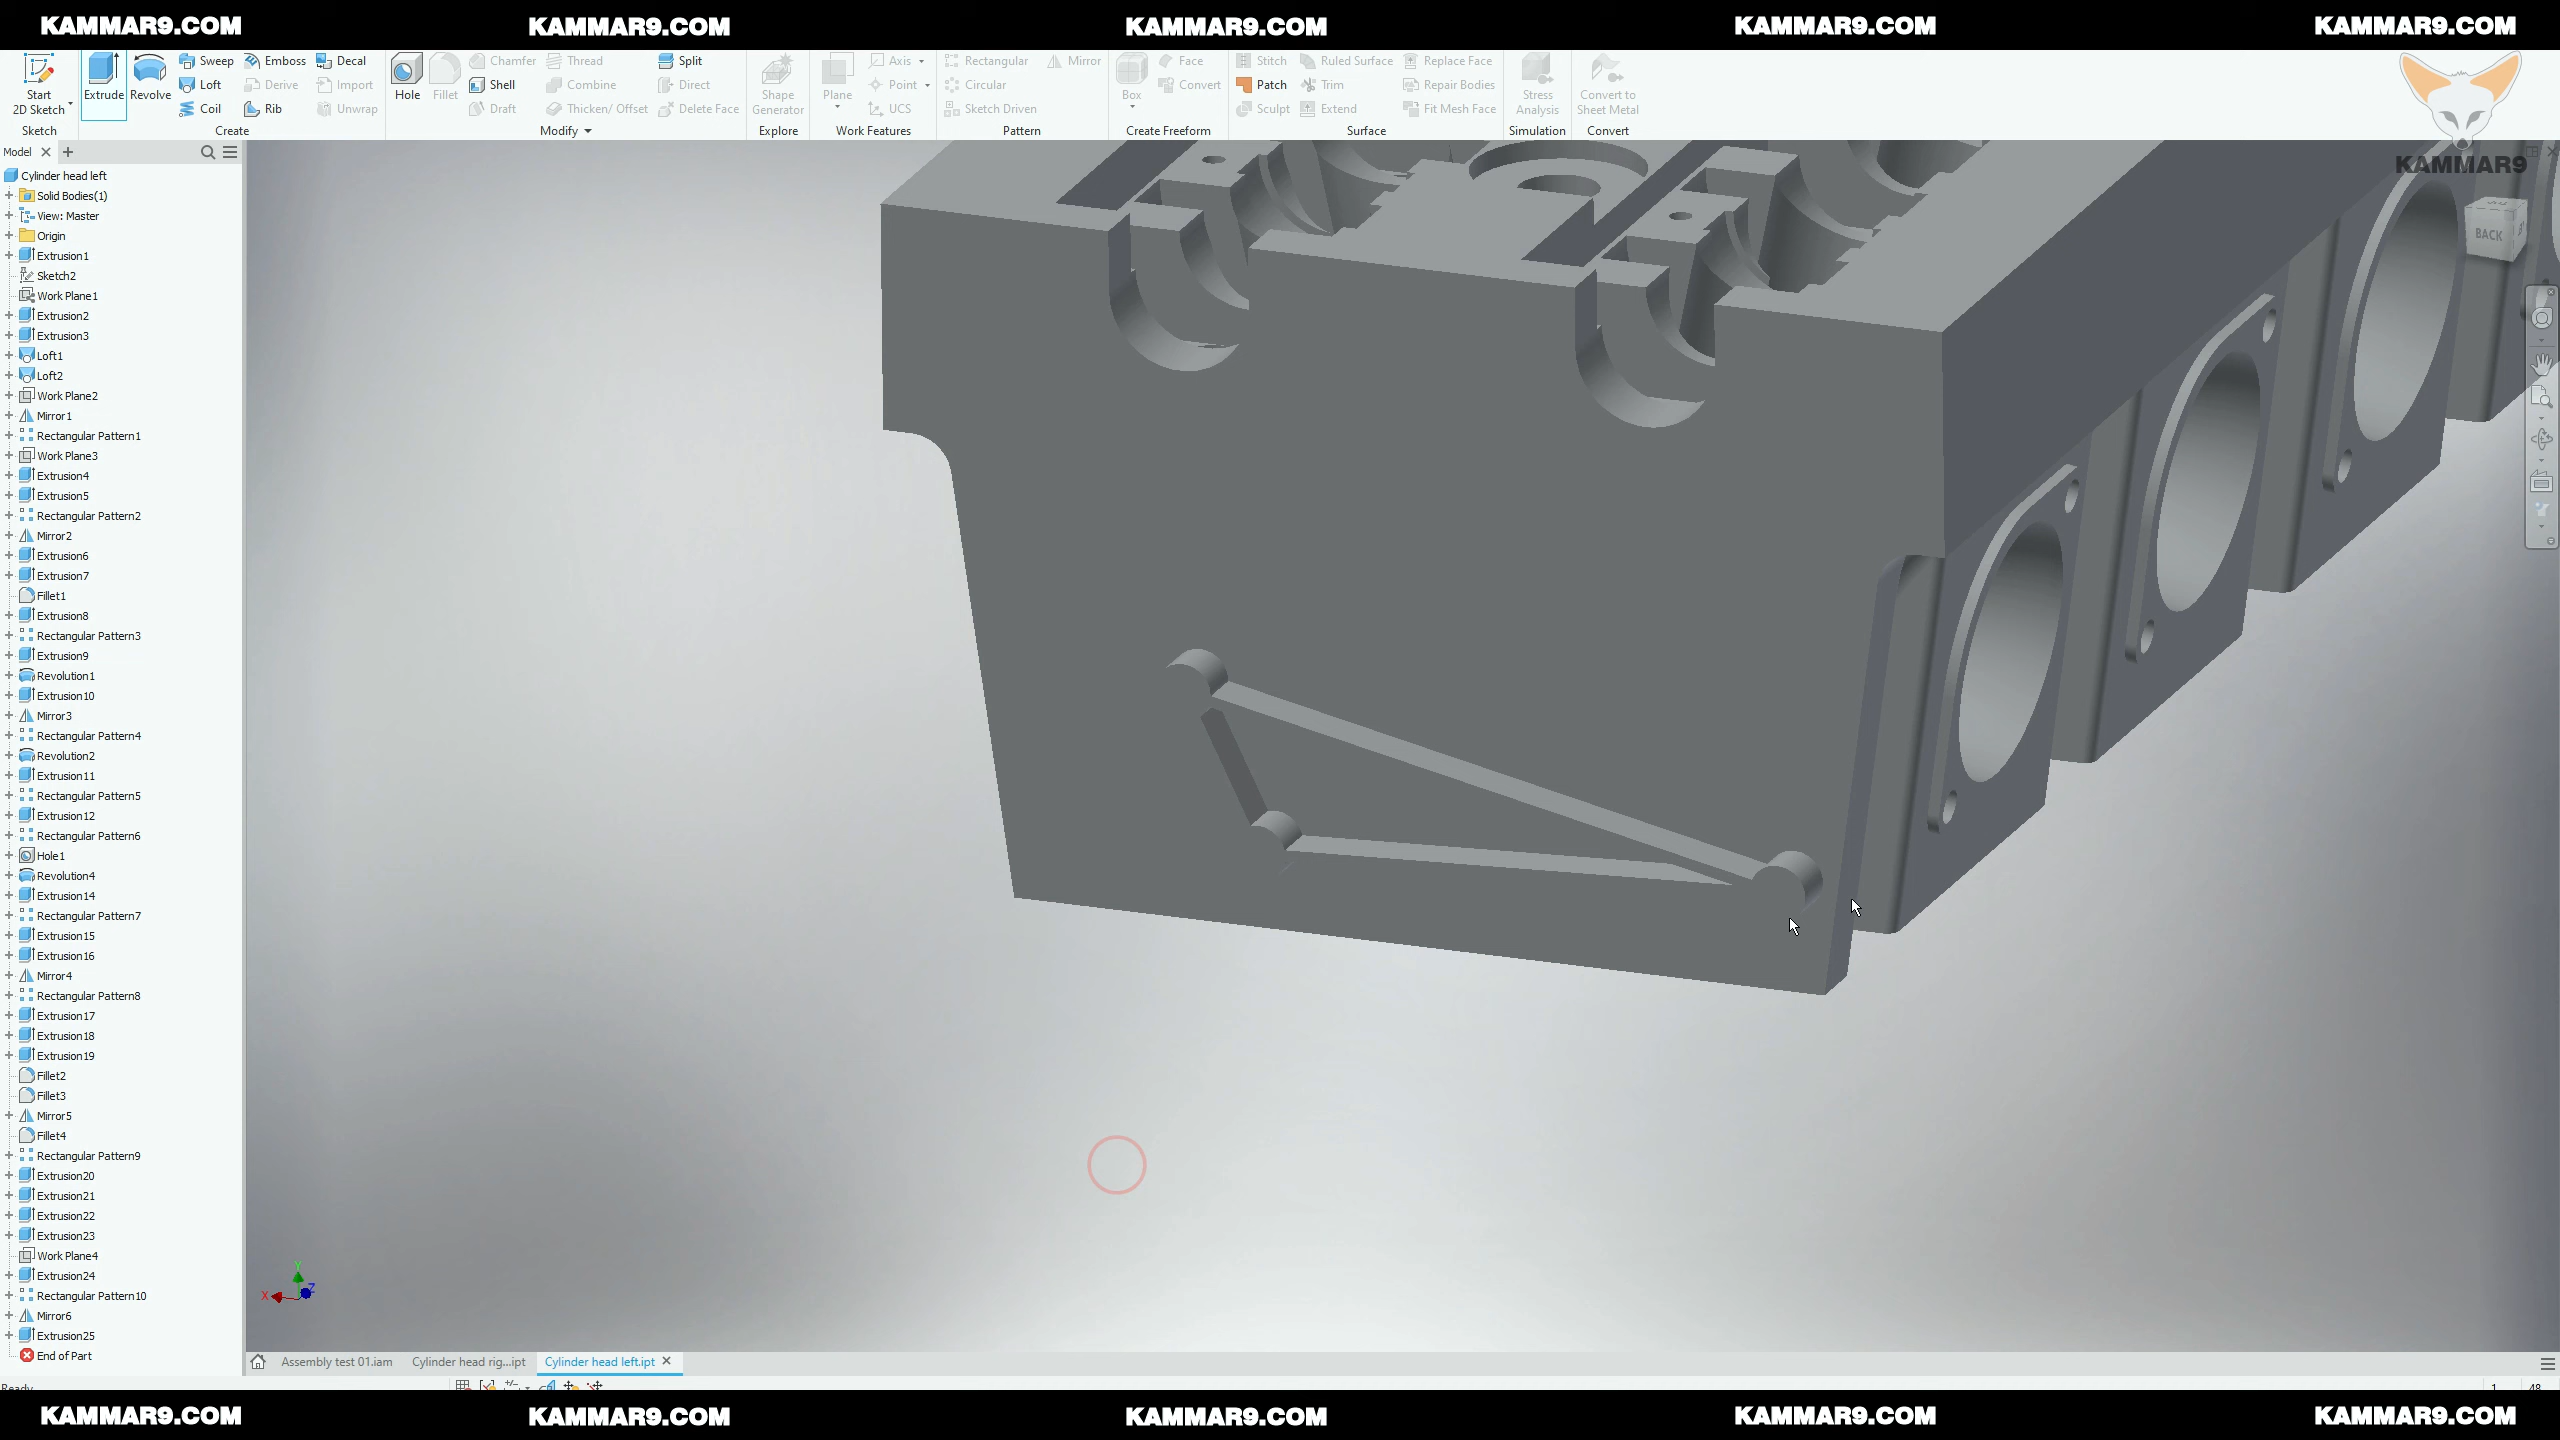 KAMMAR9.COM KAMMAR9.COM KAMMAR9.COM KAMMAR9.COM KAMMAR9.COM
Sweep Emboss Decal Chamfer Thread Split Axis Rectangular Mirror Face Stitch Ruled Surface Replace Face
Loft Derive Import Shell Combine Direct Point Circular Convert Patch Trim Repair Bodies
Start Extrude Revolve Hole Fillet Shape Plane Box Stress Convert to
2D Sketch Coil Rib Unwrap Draft Thicken/ Offset Delete Face Generator UCS Sketch Driven Sculpt Extend Fit Mesh Face Analysis Sheet Metal
Sketch Create Modify Explore Work Features Pattern Create Freeform Surface Simulation Convert
KAMMAR9
Model
Cylinder head left
Solid Bodies(1)
View: Master
Origin
Extrusion1
Sketch2
Work Plane1
Extrusion2
Extrusion3
Loft1
Loft2
Work Plane2
Mirror1
Rectangular Pattern1
Work Plane3
Extrusion4
Extrusion5
Rectangular Pattern2
Mirror2
Extrusion6
Extrusion7
Fillet1
Extrusion8
Rectangular Pattern3
Extrusion9
Revolution1
Extrusion10
Mirror3
Rectangular Pattern4
Revolution2
Extrusion11
Rectangular Pattern5
Extrusion12
Rectangular Pattern6
Hole1
Revolution4
Extrusion14
Rectangular Pattern7
Extrusion15
Extrusion16
Mirror4
Rectangular Pattern8
Extrusion17
Extrusion18
Extrusion19
Fillet2
Fillet3
Mirror5
Fillet4
Rectangular Pattern9
Extrusion20
Extrusion21
Extrusion22
Extrusion23
Work Plane4
Extrusion24
Rectangular Pattern10
Mirror6
Extrusion25
End of Part
BACK
Y
X Z
Assembly test 01.iam Cylinder head rig...ipt Cylinder head left.ipt
Ready 1 48
KAMMAR9.COM KAMMAR9.COM KAMMAR9.COM KAMMAR9.COM KAMMAR9.COM